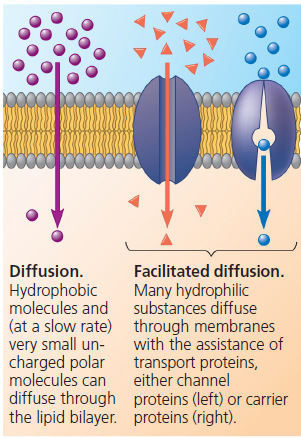 Diffusion.
Hydrophobic
molecules and
(at a slow rate)
very small un-
charged polar
molecules can
diffuse through
the lipid bilayer.
Facilitated diffusion.
Many hydrophilic
substances diffuse
through membranes
with the assistance of
transport proteins,
either channel
proteins (left) or carrier
proteins (right).